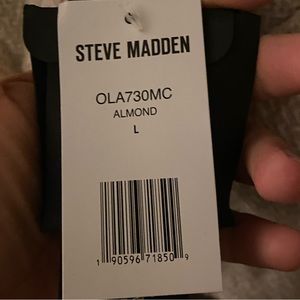 STEVE MADDEN
OLA730MC
ALMOND
L
1 90596 71850 9